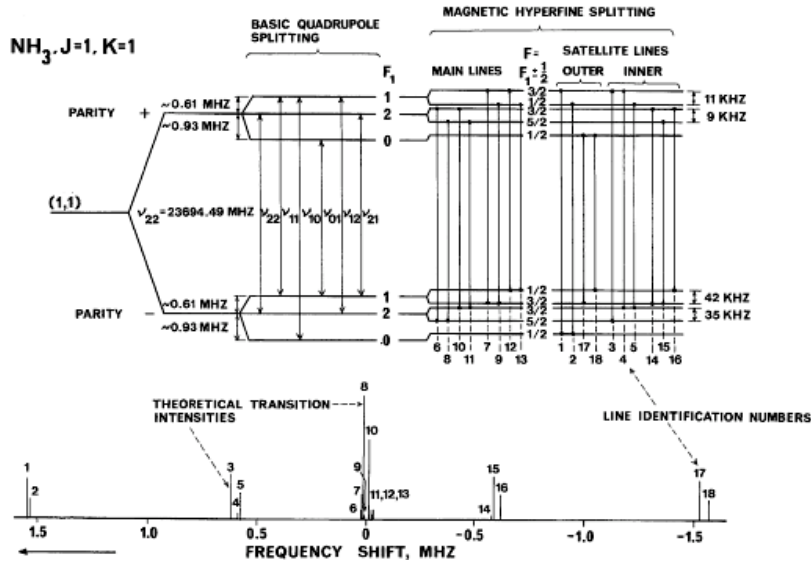 MAGNETIC HYPERFINE SPLITTING
BASIC QUADRUPOLE
SPLITTING
NH3, J=1, K=1
F1
MAIN LINES
F=
F1 ± 1/2
SATELLITE LINES
OUTER INNER
PARITY +
~0.61 MHZ
~0.93 MHZ
1
2
0
3/2
1/2
3/2
5/2
1/2
11 KHZ
9 KHZ
(1,1)
ν22 = 23694.49 MHZ
ν22 ν11 ν10 ν01 ν12 ν21
PARITY −
~0.61 MHZ
~0.93 MHZ
1
2
0
1/2
3/2
3/2
5/2
1/2
42 KHZ
35 KHZ
6 10 7 12 1 17 3 5 15
8 11 9 13 2 18 4 14 16
THEORETICAL TRANSITION
INTENSITIES
LINE IDENTIFICATION NUMBERS
1
2
3
4
5
6
7
9
8
10
11,12,13
14
15
16
17
18
1.5 1.0 0.5 0 −0.5 −1.0 −1.5
FREQUENCY SHIFT, MHZ